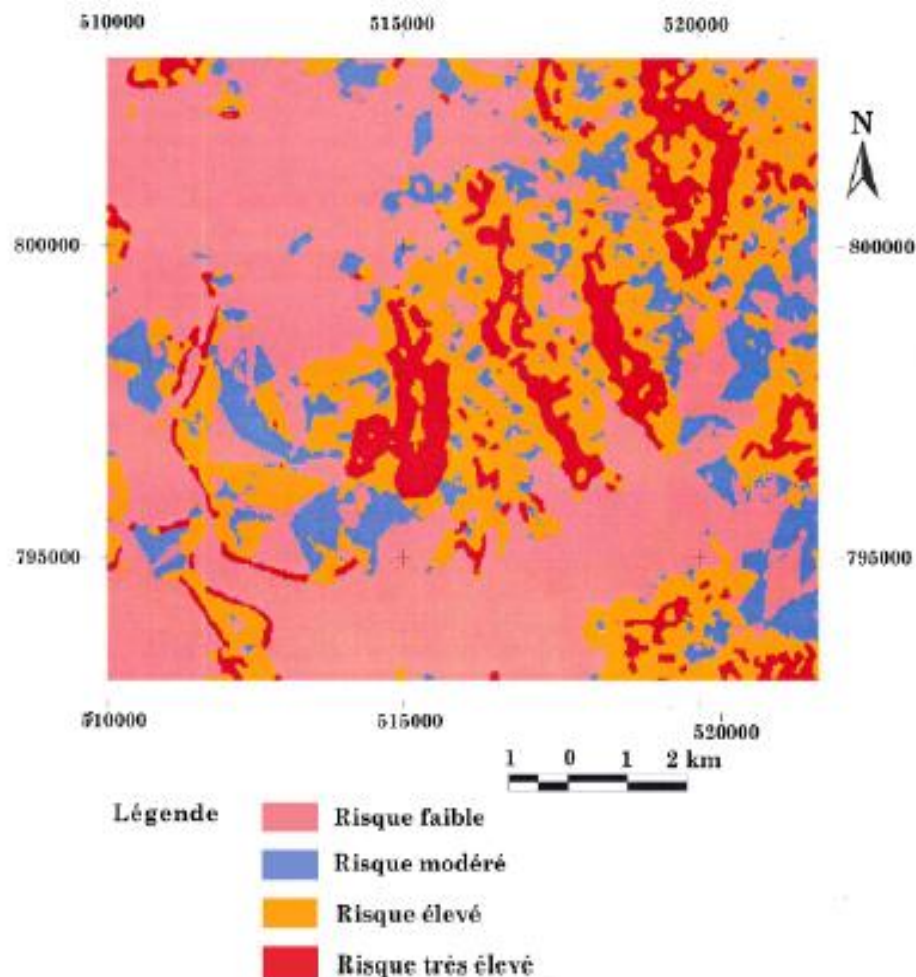 510000 515000 520000
N
800000 800000
795000 795000
510000 515000 520000
1 0 1 2 km
Légende
Risque faible
Risque modéré
Risque élevé
Risque très élevé